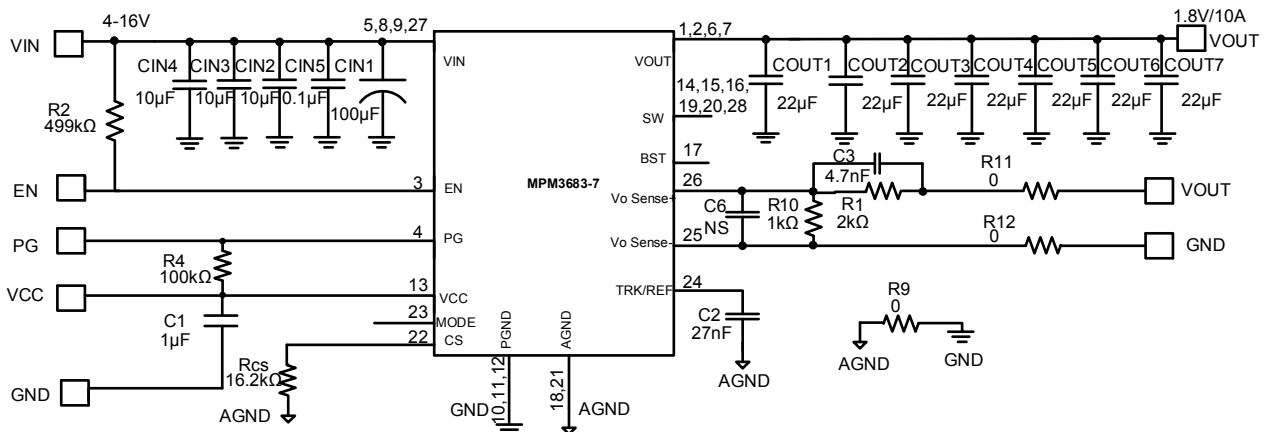 4-16V
VIN
5,8,9,27
1,2,6,7
1.8V/10A
VOUT
VIN
VOUT
CIN4
CIN3
CIN2
CIN5
CIN1
10µF
10µF
10µF
0.1µF
100µF
COUT1
COUT2
COUT3
COUT4
COUT5
COUT6
COUT7
22µF
22µF
22µF
22µF
22µF
22µF
22µF
14,15,16,
19,20,28
SW
R2
499kΩ
BST
17
C3
4.7nF
R11
0
EN
3
EN
MPM3683-7
26
Vo Sense+
C6
NS
R10
1kΩ
R1
2kΩ
VOUT
PG
4
PG
Vo Sense-
25
R12
0
GND
R4
100kΩ
VCC
13
VCC
TRK/REF
24
R9
0
C1
1µF
23
MODE
22
CS
C2
27nF
PGND
AGND
Rcs
16.2kΩ
AGND
GND
AGND
GND
AGND
GND
10,11,12
18,21
AGND